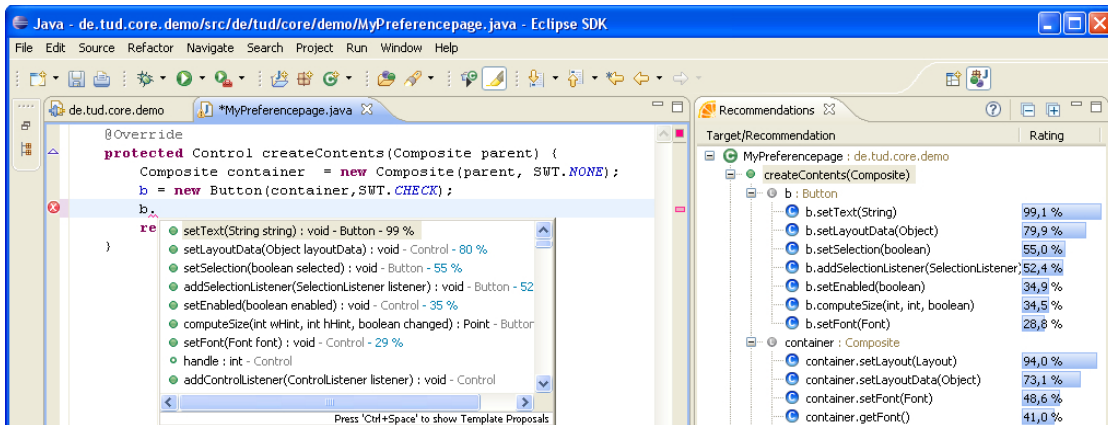 Java - de.tud.core.demo/src/de/tud/core/demo/MyPreferencepage.java - Eclipse SDK
File Edit Source Refactor Navigate Search Project Run Window Help
de.tud.core.demo
*MyPreferencepage.java
@Override
protected Control createContents(Composite parent) {
Composite container = new Composite(parent, SWT.NONE);
b = new Button(container,SWT.CHECK);
b.
re
}
setText(String string) : void - Button - 99 %
setLayoutData(Object layoutData) : void - Control - 80 %
setSelection(boolean selected) : void - Button - 55 %
addSelectionListener(SelectionListener listener) : void - Button - 52
setEnabled(boolean enabled) : void - Control - 35 %
computeSize(int wHint, int hHint, boolean changed) : Point - Button
setFont(Font font) : void - Control - 29 %
handle : int - Control
addControlListener(ControlListener listener) : void - Control
Press 'Ctrl+Space' to show Template Proposals
Recommendations
Target/Recommendation Rating
MyPreferencepage : de.tud.core.demo
createContents(Composite)
b : Button
b.setText(String) 99,1 %
b.setLayoutData(Object) 79,9 %
b.setSelection(boolean) 55,0 %
b.addSelectionListener(SelectionListener) 52,4 %
b.setEnabled(boolean) 34,9 %
b.computeSize(int, int, boolean) 34,5 %
b.setFont(Font) 28,8 %
container : Composite
container.setLayout(Layout) 94,0 %
container.setLayoutData(Object) 73,1 %
container.setFont(Font) 48,6 %
container.getFont() 41,0 %